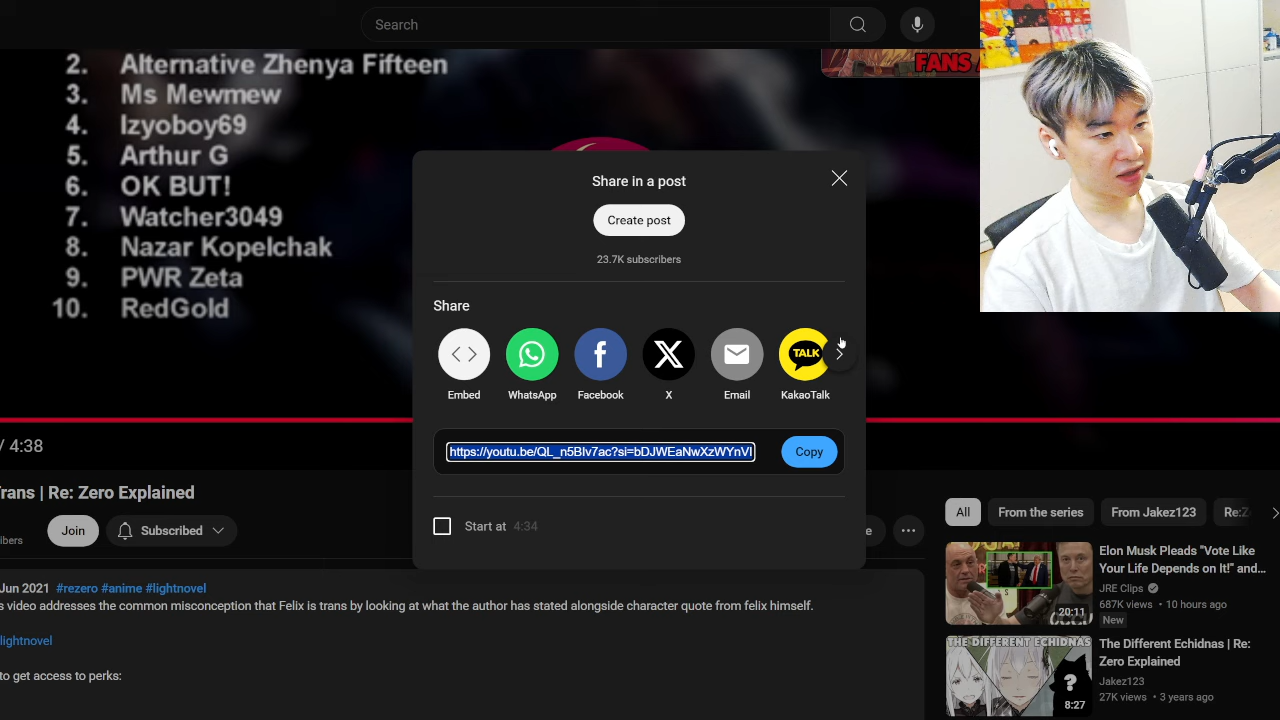 Search
2. Alternative Zhenya Fifteen
3. Ms Mewmew
4. Izyoboy69
5. Arthur G
6. OK BUT!
7. Watcher3049
8. Nazar Kopelchak
9. PWR Zeta
10. RedGold
FANS
Share in a post
Create post
23.7K subscribers
Share
TALK
Embed
WhatsApp
Facebook
X
Email
KakaoTalk
https://youtu.be/QL_n5BIv7ac?si=bDJWEaNwXzWYnVI
Copy
Start at 4:34
/ 4:38
rans | Re: Zero Explained
ibers
Join
Subscribed
e
Jun 2021 #rezero #anime #lightnovel
s video addresses the common misconception that Felix is trans by looking at what the author has stated alongside character quote from felix himself.
lightnovel
to get access to perks:
All
From the series
From Jakez123
Re:Z
Elon Musk Pleads "Vote Like
Your Life Depends on It!" and...
JRE Clips
687K views • 10 hours ago
New
20:11
THE DIFFERENT ECHIDNAS
?
8:27
The Different Echidnas | Re:
Zero Explained
Jakez123
27K views • 3 years ago